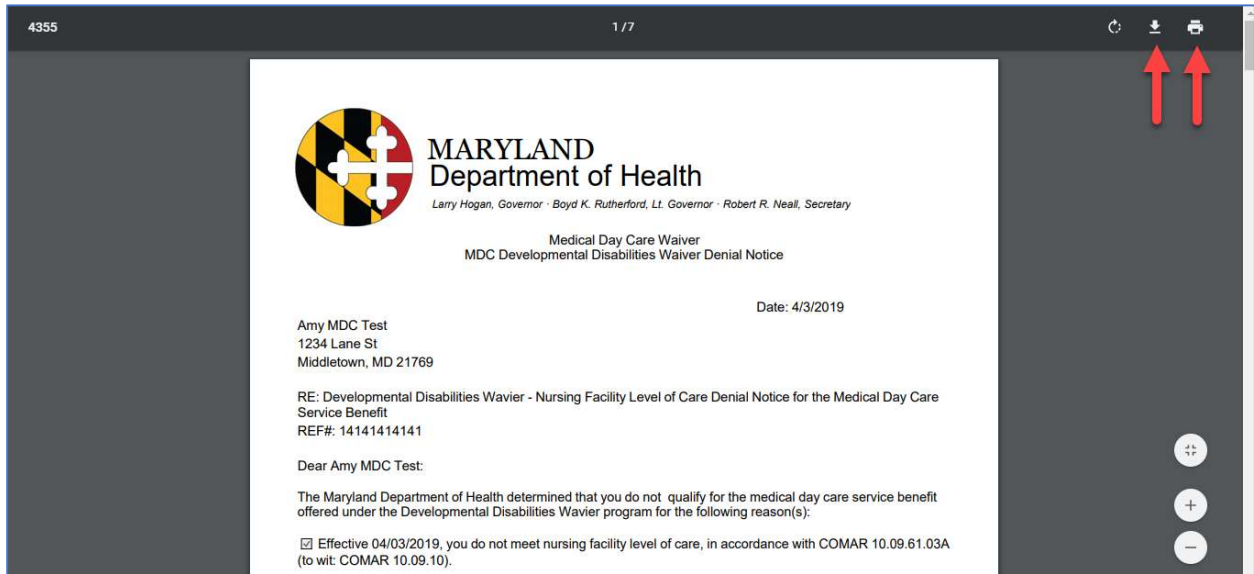 4355
1 / 7
MARYLAND
Department of Health
Larry Hogan, Governor · Boyd K. Rutherford, Lt. Governor · Robert R. Neall, Secretary
Medical Day Care Waiver
MDC Developmental Disabilities Waiver Denial Notice
Date: 4/3/2019
Amy MDC Test
1234 Lane St
Middletown, MD 21769
RE: Developmental Disabilities Wavier - Nursing Facility Level of Care Denial Notice for the Medical Day Care
Service Benefit
REF#: 14141414141
Dear Amy MDC Test:
The Maryland Department of Health determined that you do not qualify for the medical day care service benefit
offered under the Developmental Disabilities Wavier program for the following reason(s):
☑ Effective 04/03/2019, you do not meet nursing facility level of care, in accordance with COMAR 10.09.61.03A
(to wit: COMAR 10.09.10).